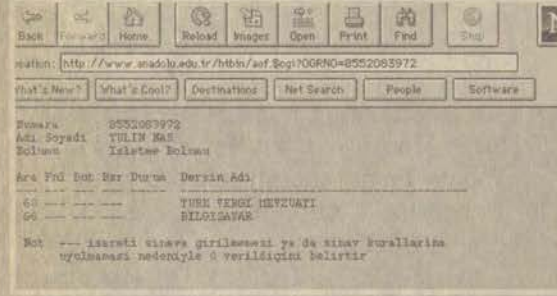 Back Forward Home Reload Images Open Print Find Stop
http://www.anadolu.edu.tr/htbin/aof.$cgi?OGRNO=8552083972
What's New? What's Cool? Destinations Net Search People Software
Numara : 8552083972
Adi Soyadi : TULIN NAS
Bolumu : Isletme Bolumu
Ara Fnl But Bsr Durum Dersin Adi
60 --- --- --- TURK VERGI MEVZUATI
66 --- --- --- BILGISAYAR
Not --- isareti sinava girilemesi ya da sinav kurallarina
uyulmamasi nedeniyle 0 verildigini belirtir